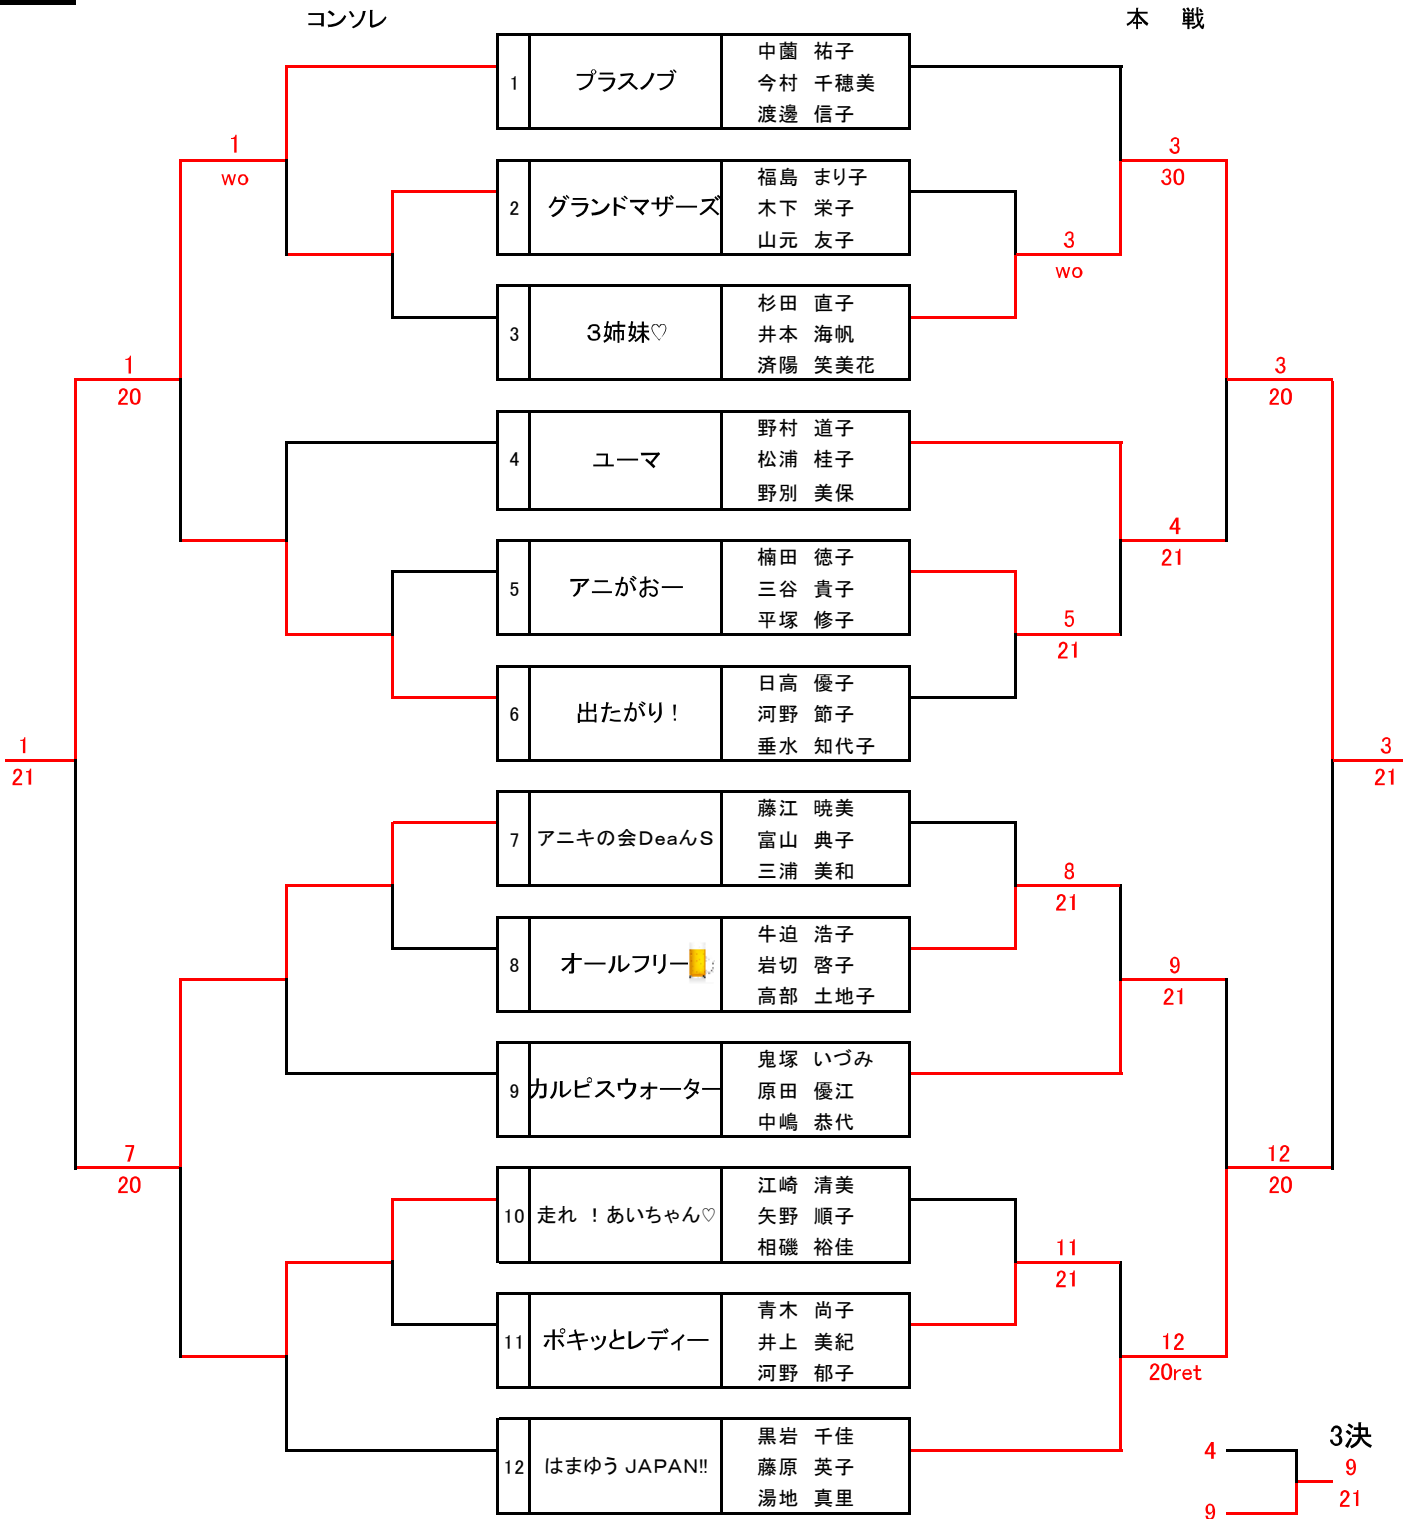 コンソレ
本 戦
1
プラスノブ
中薗 祐子
今村 千穂美
渡邊 信子
1
wo
3
30
2
グランドマザーズ
福島 まり子
木下 栄子
山元 友子
3
wo
3
３姉妹♡
杉田 直子
井本 海帆
済陽 笑美花
1
20
3
20
4
ユーマ
野村 道子
松浦 桂子
野別 美保
4
21
5
アニがおー
楠田 徳子
三谷 貴子
平塚 修子
5
21
6
出たがり！
日高 優子
河野 節子
垂水 知代子
1
21
3
21
7
アニキの会DeaんS
藤江 暁美
富山 典子
三浦 美和
8
21
8
オールフリー
牛迫 浩子
岩切 啓子
高部 土地子
9
21
9
カルピスウォーター
鬼塚 いづみ
原田 優江
中嶋 恭代
7
20
12
20
10
走れ ！あいちゃん♡
江崎 清美
矢野 順子
相磯 裕佳
11
21
11
ポキッとレディー
青木 尚子
井上 美紀
河野 郁子
12
20ret
12
はまゆう JAPAN!!
黒岩 千佳
藤原 英子
湯地 真里
3決
4
9
21
9